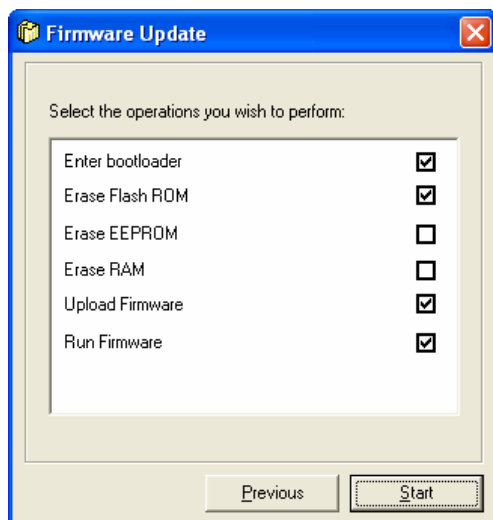 Firmware Update
Select the operations you wish to perform:
Enter bootloader
Erase Flash ROM
Erase EEPROM
Erase RAM
Upload Firmware
Run Firmware
Previous
Start